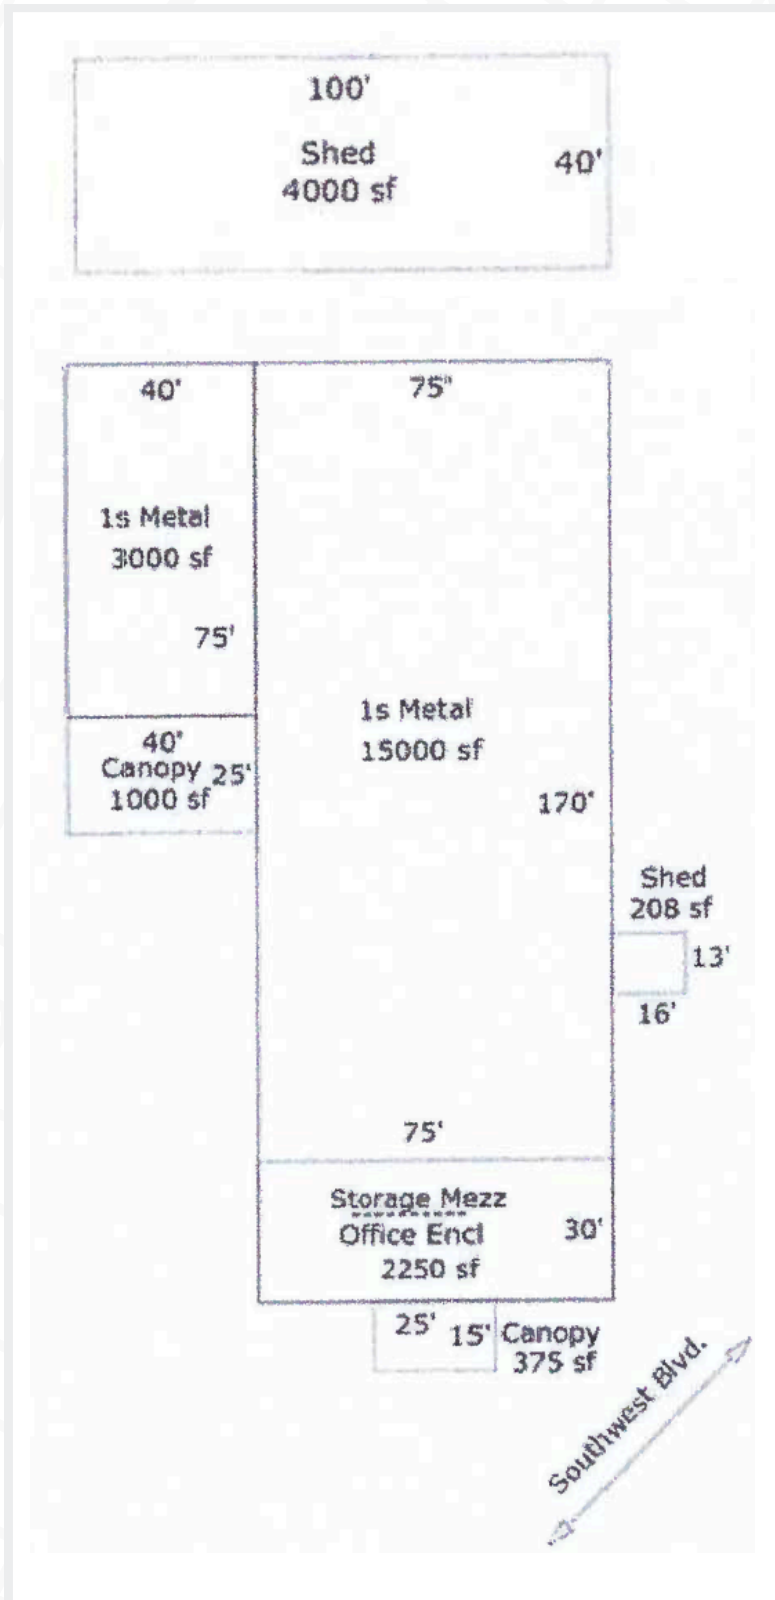 100'
Shed
40'
4000 sf
40'
75"
1s Metal
3000 sf
75'
1s Metal
15000 sf
40'
Canopy 25'
1000 sf
170'
Shed
208 sf
13'
16'
75'
Storage Mezz
Office Encl
30'
2250 sf
25' 15' Canopy
375 sf
Southwest Blvd.